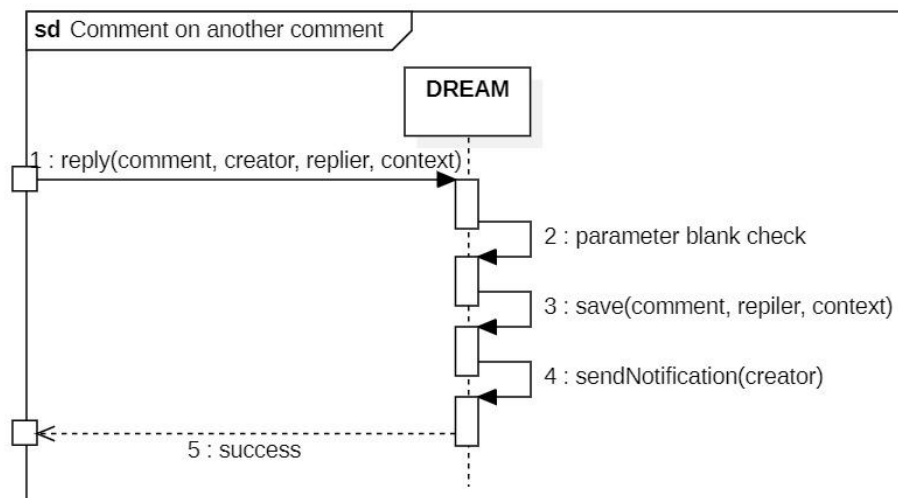 sd Comment on another comment
DREAM
1 : reply(comment, creator, replier, context)
2 : parameter blank check
3 : save(comment, repiler, context)
4 : sendNotification(creator)
5 : success